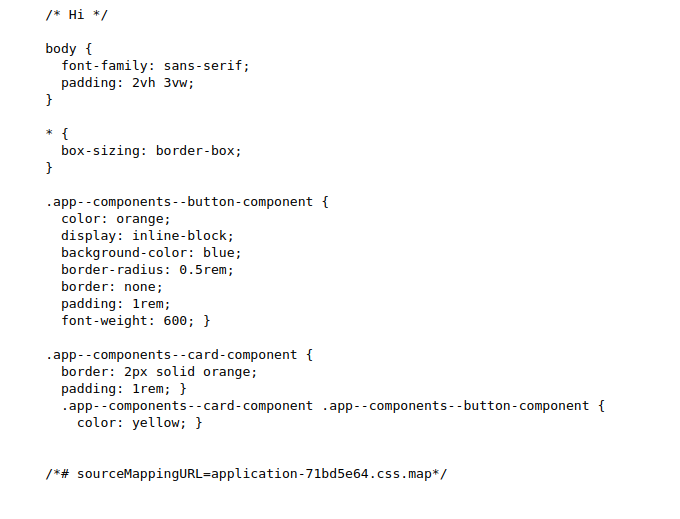 /* Hi */

body {
  font-family: sans-serif;
  padding: 2vh 3vw;
}

* {
  box-sizing: border-box;
}

.app--components--button-component {
  color: orange;
  display: inline-block;
  background-color: blue;
  border-radius: 0.5rem;
  border: none;
  padding: 1rem;
  font-weight: 600; }

.app--components--card-component {
  border: 2px solid orange;
  padding: 1rem; }
  .app--components--card-component .app--components--button-component {
    color: yellow; }

/*# sourceMappingURL=application-71bd5e64.css.map*/